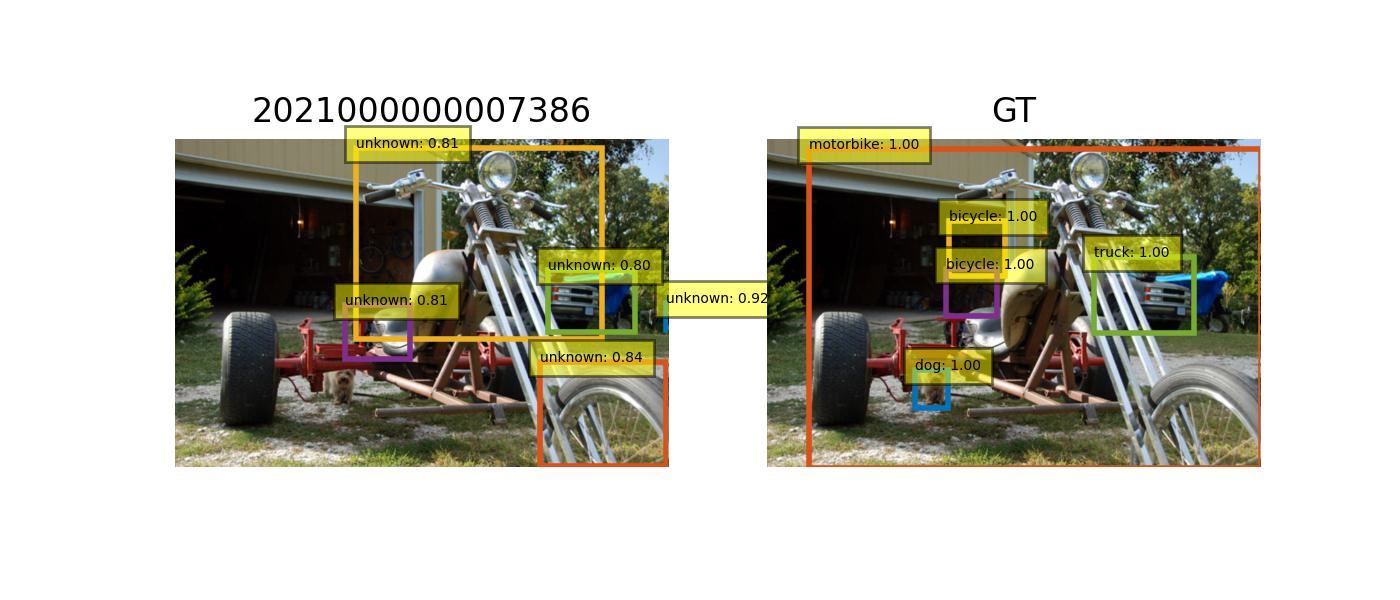 2021000000007386
unknown: 0.81
unknown: 0.80
unknown: 0.81
unknown: 0.92
unknown: 0.84
GT
motorbike: 1.00
bicycle: 1.00
truck: 1.00
bicycle: 1.00
dog: 1.00